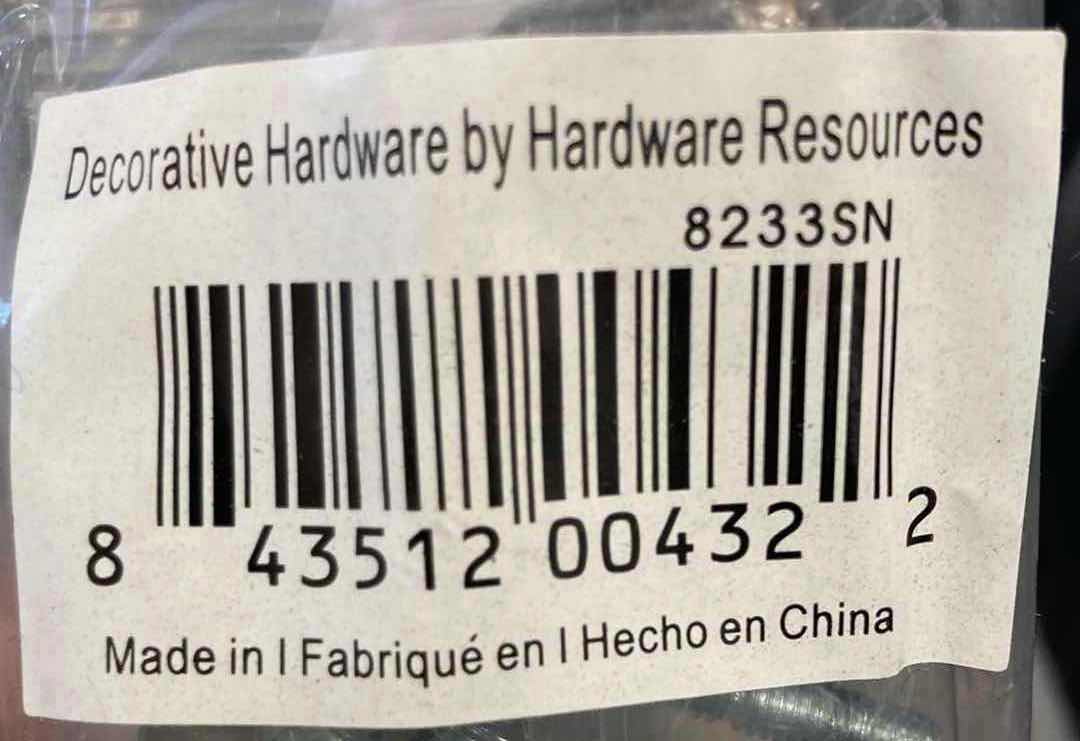 Decorative Hardware by Hardware Resources
8233SN
8 43512 00432 2
Made in | Fabriqué en | Hecho en China